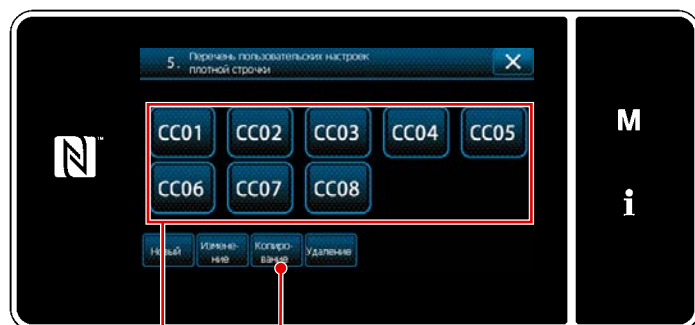 5. Перечень пользовательских настроек
плотной строчки
CC01 CC02 CC03 CC04 CC05
CC06 CC07 CC08
Новый Измене-
ние Копиро-
вание Удаление
M
i